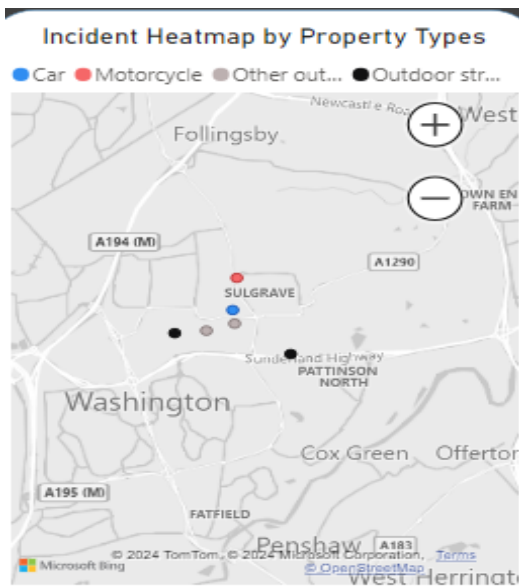 Incident Heatmap by Property Types
Car Motorcycle Other out... Outdoor str...
Newcastle Road
West
Follingsby
OWN EN
FARM
A194 (M)
A1290
SULGRAVE
Sunderland Highway
PATTINSON
NORTH
Washington
Cox Green
Offerton
A195 (M)
FATFIELD
Penshaw
A183
© 2024 TomTom, © 2024 Microsoft Corporation, Terms
Microsoft Bing
© OpenStreetMap
West Herringt